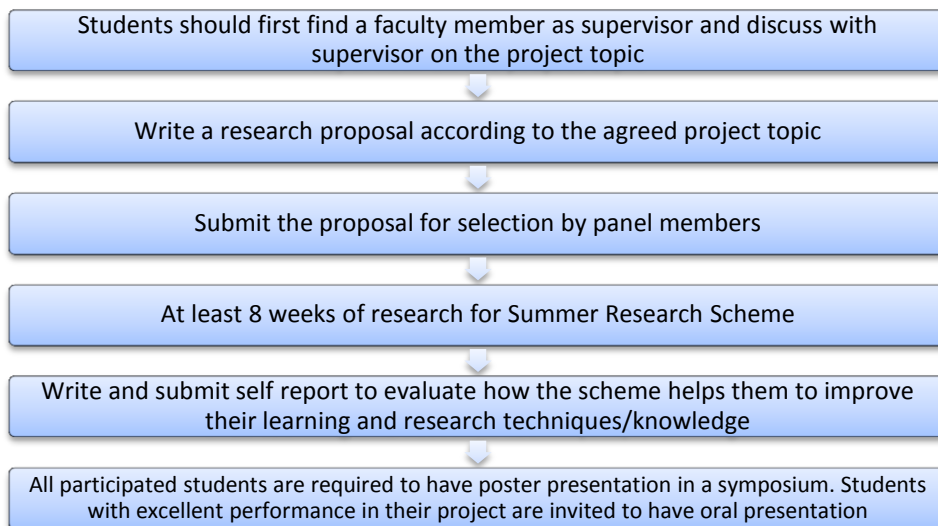 Students should first find a faculty member as supervisor and discuss with
supervisor on the project topic
Write a research proposal according to the agreed project topic
Submit the proposal for selection by panel members
At least 8 weeks of research for Summer Research Scheme
Write and submit self report to evaluate how the scheme helps them to improve
their learning and research techniques/knowledge
All participated students are required to have poster presentation in a symposium. Students
with excellent performance in their project are invited to have oral presentation